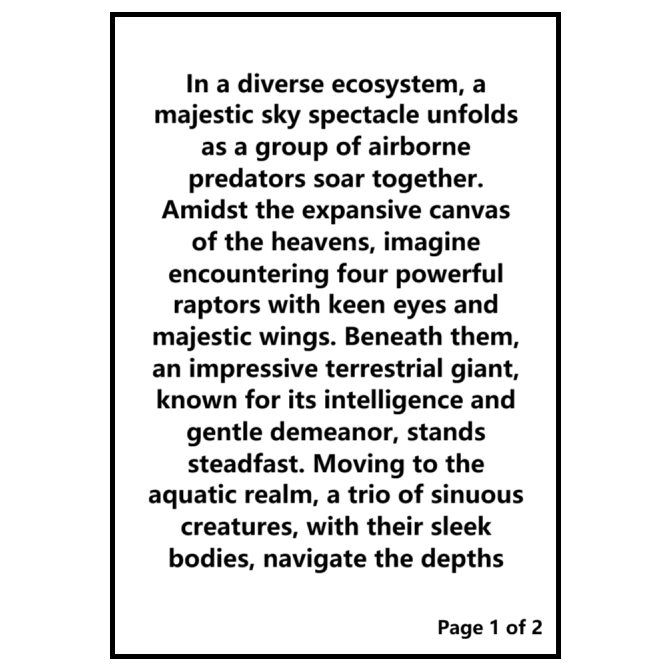 In a diverse ecosystem, a
majestic sky spectacle unfolds
as a group of airborne
predators soar together.
Amidst the expansive canvas
of the heavens, imagine
encountering four powerful
raptors with keen eyes and
majestic wings. Beneath them,
an impressive terrestrial giant,
known for its intelligence and
gentle demeanor, stands
steadfast. Moving to the
aquatic realm, a trio of sinuous
creatures, with their sleek
bodies, navigate the depths
Page 1 of 2